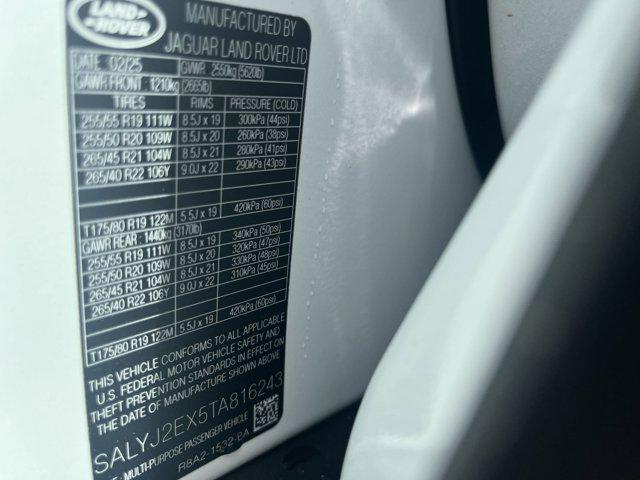 LAND ROVER
MANUFACTURED BY
JAGUAR LAND ROVER LTD
DATE : 02/25 GVWR : 2550kg (5620lb)
GAWR FRONT : 1210kg (2665lb)
TIRES RIMS PRESSURE (COLD)
255/55 R19 111W 8.5J x 19 300kPa (44psi)
255/50 R20 109W 8.5J x 20 260kPa (38psi)
265/45 R21 104W 8.5J x 21 280kPa (41psi)
265/40 R22 106Y 9.0J x 22 290kPa (43psi)
T175/80 R19 122M 5.5J x 19 420kPa (60psi)
GAWR REAR : 1440kg (3170lb)
255/55 R19 111W 8.5J x 19 340kPa (50psi)
255/50 R20 109W 8.5J x 20 320kPa (47psi)
265/45 R21 104W 8.5J x 21 330kPa (48psi)
265/40 R22 106Y 9.0J x 22 310kPa (45psi)
T175/80 R19 122M 5.5J x 19 420kPa (60psi)
THIS VEHICLE CONFORMS TO ALL APPLICABLE
U.S. FEDERAL MOTOR VEHICLE SAFETY AND
THEFT PREVENTION STANDARDS IN EFFECT ON
THE DATE OF MANUFACTURE SHOWN ABOVE
SALYJ2EX5TA816243
: MULTI-PURPOSE PASSENGER VEHICLE
RBA2-1532-BA